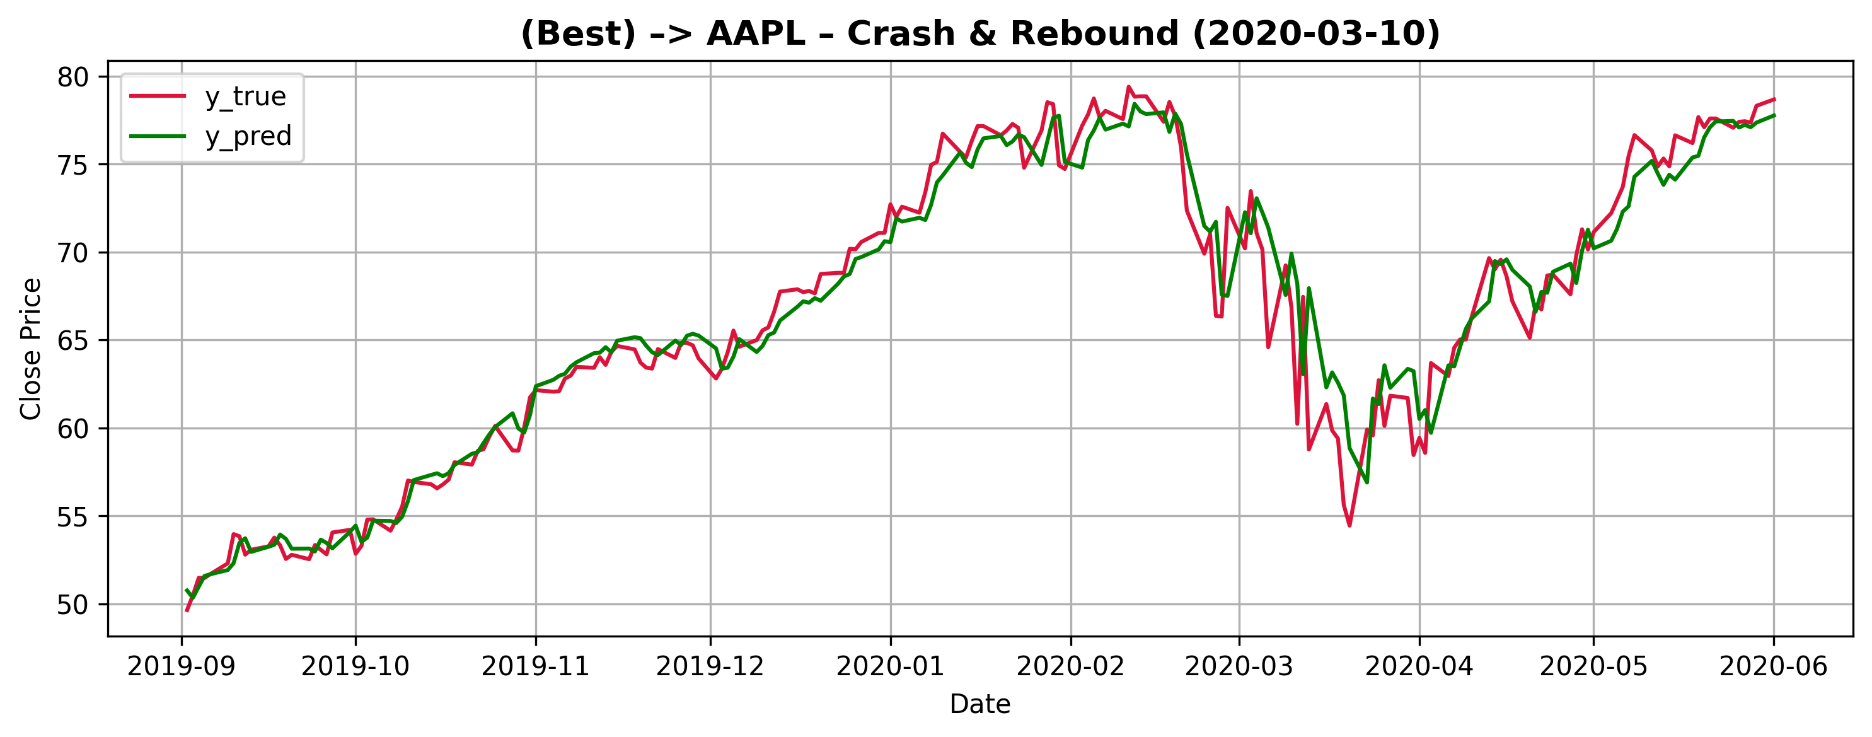 (Best) –> AAPL – Crash & Rebound (2020-03-10)
y_true
y_pred
80
75
70
65
60
55
50
Close Price
2019-09 2019-10 2019-11 2019-12 2020-01 2020-02 2020-03 2020-04 2020-05 2020-06
Date